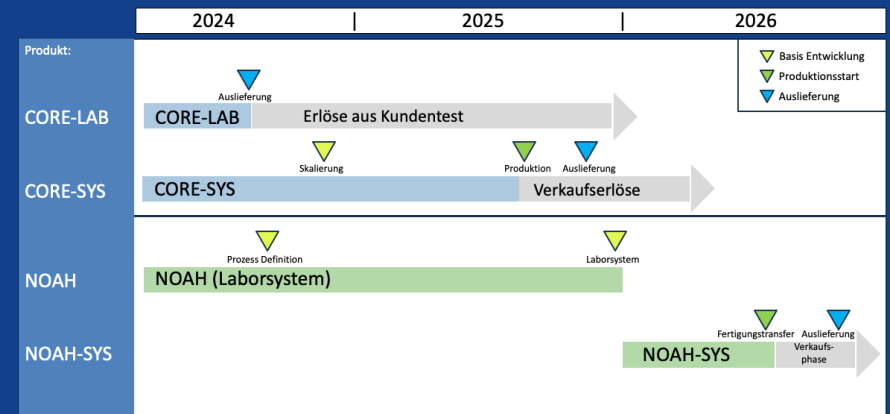 2024 | 2025 | 2026
Produkt:
Basis Entwicklung
Produktionsstart
Auslieferung
Auslieferung
CORE-LAB
CORE-LAB
Erlöse aus Kundentest
Skalierung
Produktion
Auslieferung
CORE-SYS
CORE-SYS
Verkaufserlöse
Prozess Definition
Laborsystem
NOAH
NOAH (Laborsystem)
Fertigungstransfer
Auslieferung
NOAH-SYS
NOAH-SYS
Verkaufs-
phase